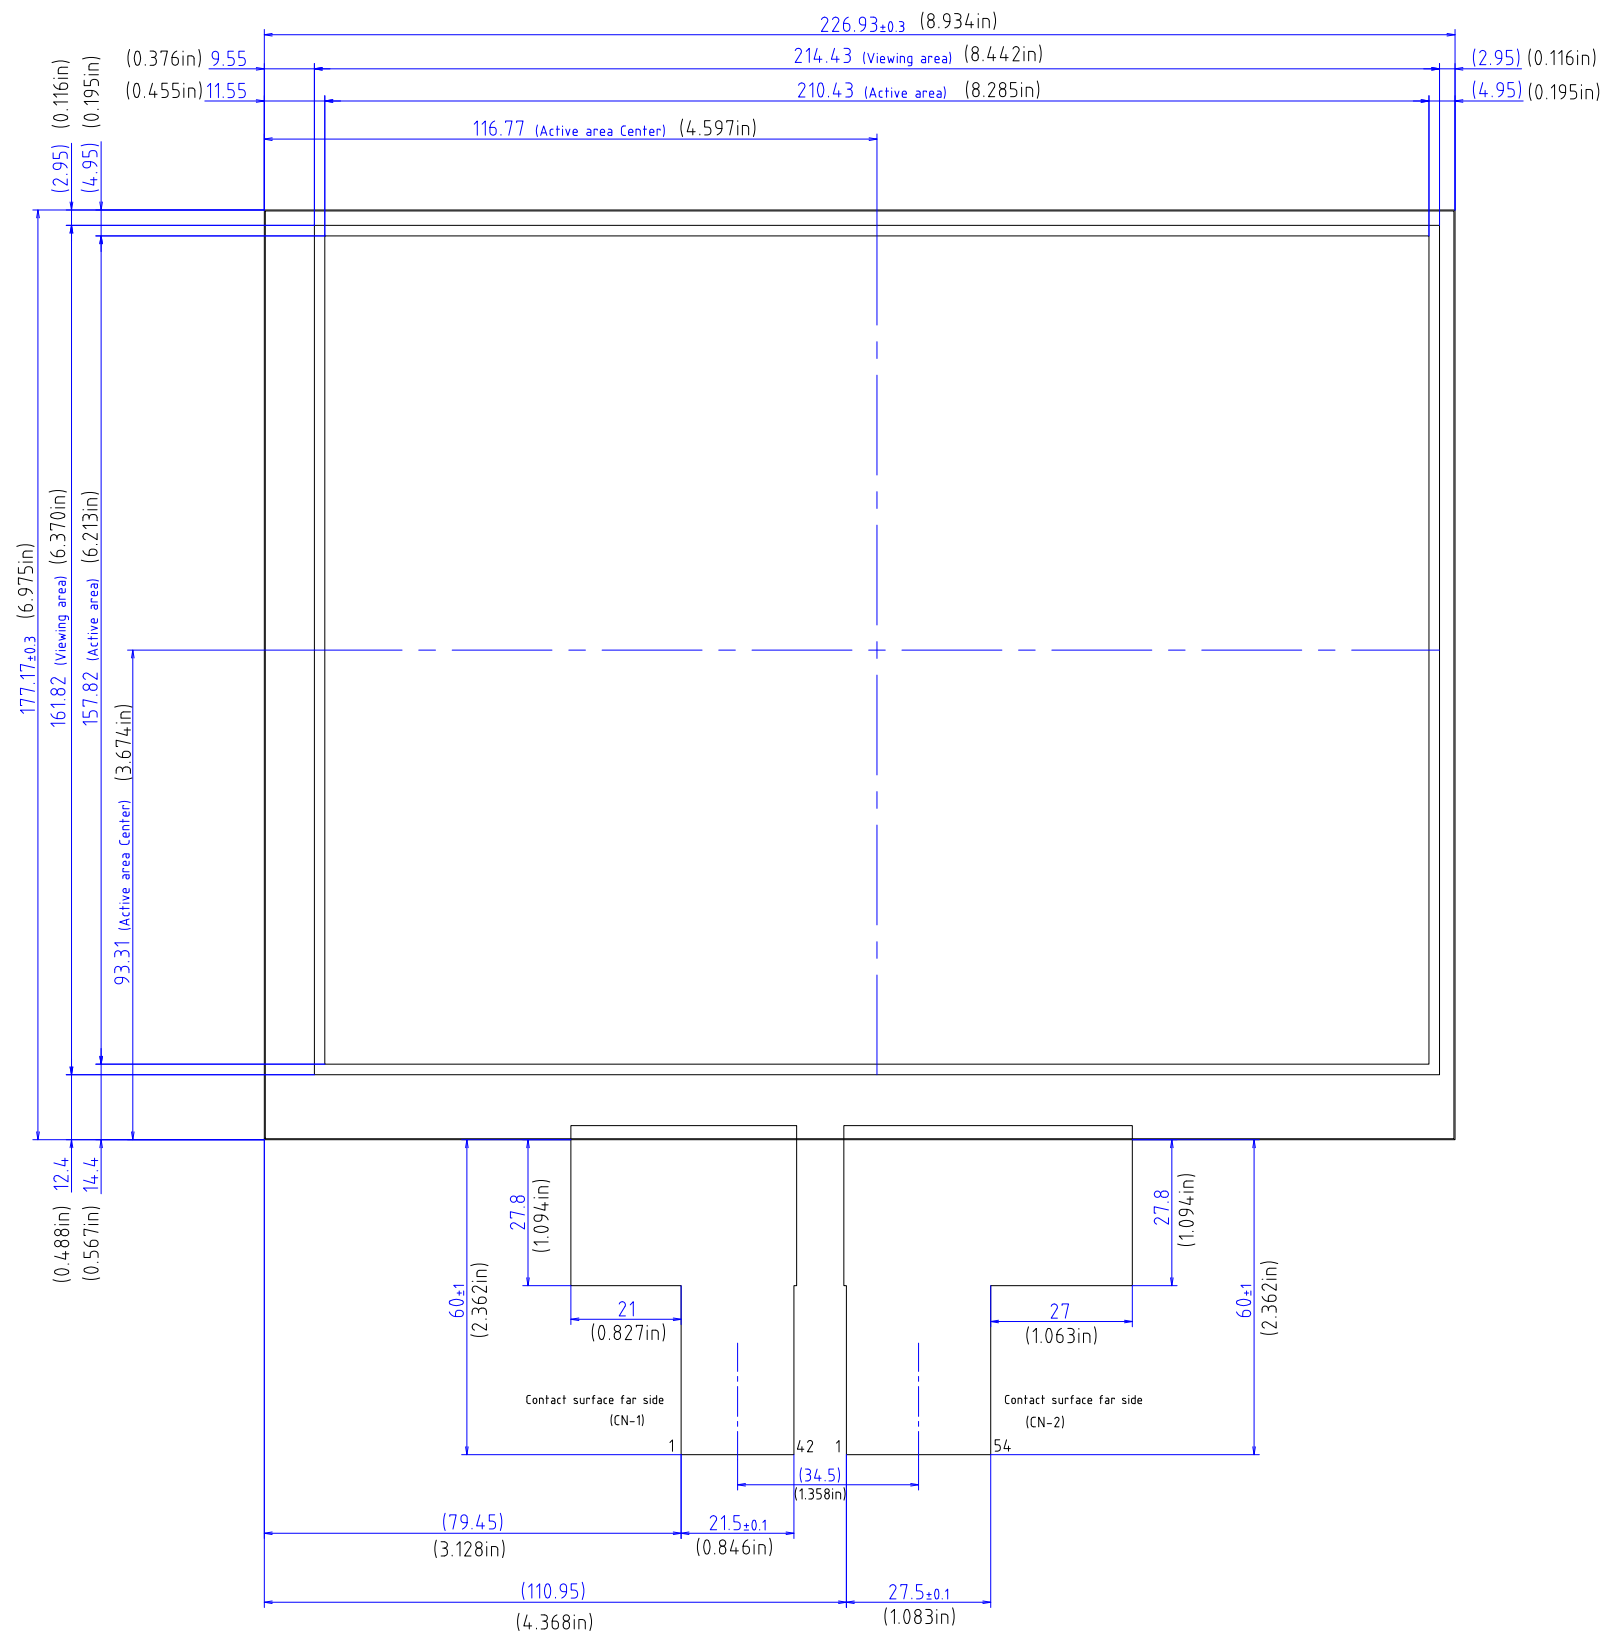 226.93±0.3 (8.934in)
(0.376in) 9.55 214.43 (Viewing area) (8.442in) (2.95) (0.116in)
(0.455in) 11.55 210.43 (Active area) (8.285in) (4.95) (0.195in)
116.77 (Active area Center) (4.597in)
(2.95) (0.116in)
(4.95) (0.195in)
177.17±0.3 (6.975in)
161.82 (Viewing area) (6.370in)
157.82 (Active area) (6.213in)
93.31 (Active area Center) (3.674in)
(0.488in) 12.4
(0.567in) 14.4
27.8
(1.094in)
27.8
(1.094in)
60±1
(2.362in)
60±1
(2.362in)
21
(0.827in)
27
(1.063in)
Contact surface far side
(CN-1)
Contact surface far side
(CN-2)
1 42 1 54
(34.5)
(1.358in)
(79.45) 21.5±0.1
(3.128in) (0.846in)
(110.95) 27.5±0.1
(4.368in) (1.083in)